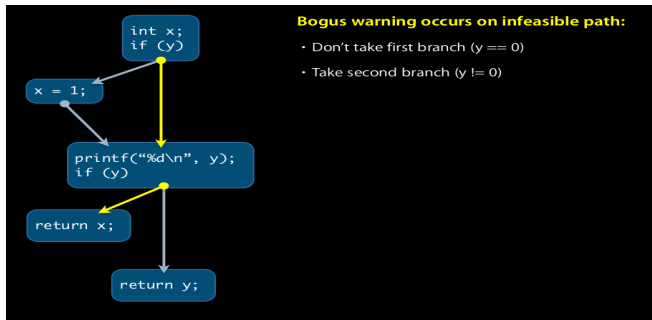 int x;
if (y)
x = 1;
printf(“%d\n”, y);
if (y)
return x;
return y;
Bogus warning occurs on infeasible path:
• Don’t take first branch (y == 0)
• Take second branch (y != 0)